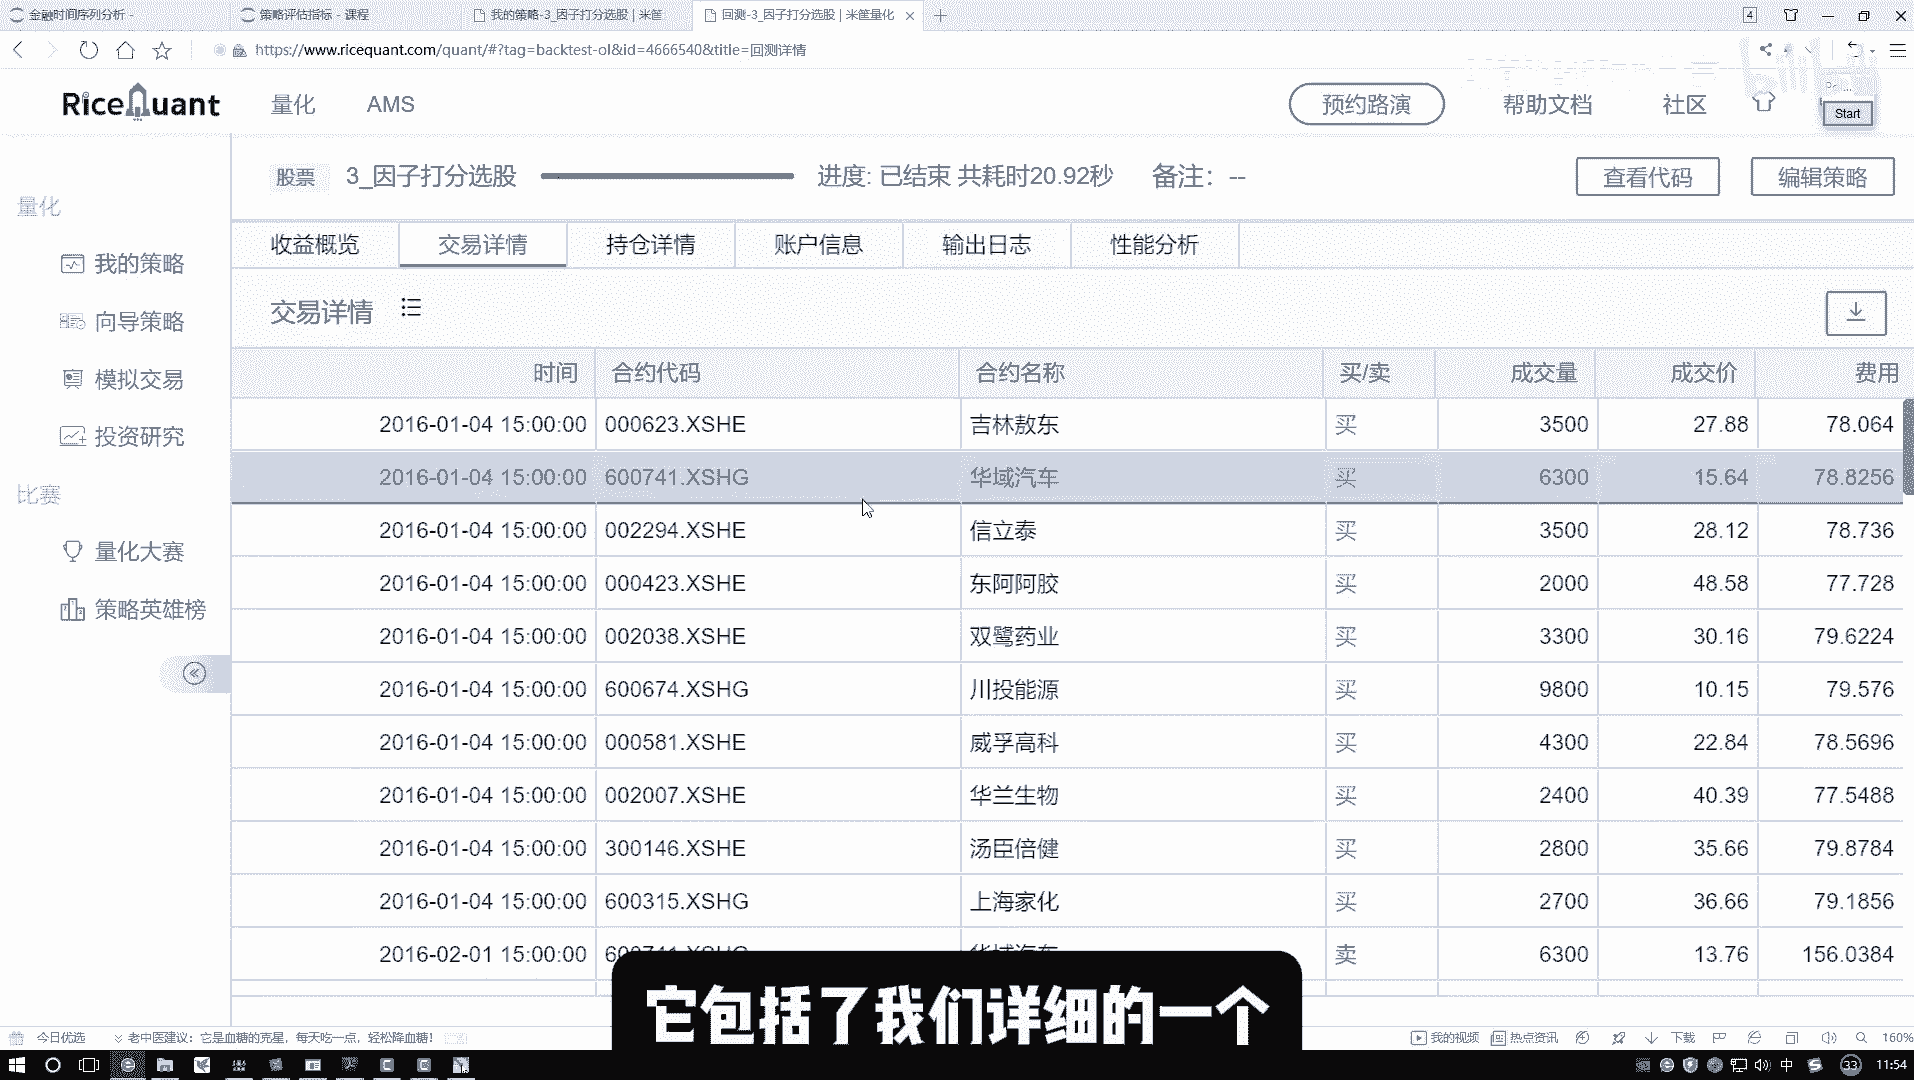 金融时间序列分析 -
策略评估指标 - 课程
我的策略-3_因子打分选股 | 米筐
回测-3_因子打分选股 | 米筐量化
4
https://www.ricequant.com/quant/#?tag=backtest-ol&id=4666540&title=回测详情
RiceQuant 量化 AMS 预约路演 帮助文档 社区
Start
股票 3_因子打分选股 进度: 已结束 共耗时20.92秒 备注: -- 查看代码 编辑策略
量化
我的策略
向导策略
模拟交易
投资研究
比赛
量化大赛
策略英雄榜
收益概览 交易详情 持仓详情 账户信息 输出日志 性能分析
交易详情
时间 合约代码 合约名称 买/卖 成交量 成交价 费用
2016-01-04 15:00:00 000623.XSHE 吉林敖东 买 3500 27.88 78.064
2016-01-04 15:00:00 600741.XSHG 华域汽车 买 6300 15.64 78.8256
2016-01-04 15:00:00 002294.XSHE 信立泰 买 3500 28.12 78.736
2016-01-04 15:00:00 000423.XSHE 东阿阿胶 买 2000 48.58 77.728
2016-01-04 15:00:00 002038.XSHE 双鹭药业 买 3300 30.16 79.6224
2016-01-04 15:00:00 600674.XSHG 川投能源 买 9800 10.15 79.576
2016-01-04 15:00:00 000581.XSHE 威孚高科 买 4300 22.84 78.5696
2016-01-04 15:00:00 002007.XSHE 华兰生物 买 2400 40.39 77.5488
2016-01-04 15:00:00 300146.XSHE 汤臣倍健 买 2800 35.66 79.8784
2016-01-04 15:00:00 600315.XSHG 上海家化 买 2700 36.66 79.1856
2016-02-01 15:00:00 600741.XSHG 华域汽车 卖 6300 13.76 156.0384
它包括了我们详细的一个
今日优选 老中医建议：它是血糖的克星，每天吃一点，轻松降血糖！ 我的视频 热点资讯 下载 160%
中 33 11:54